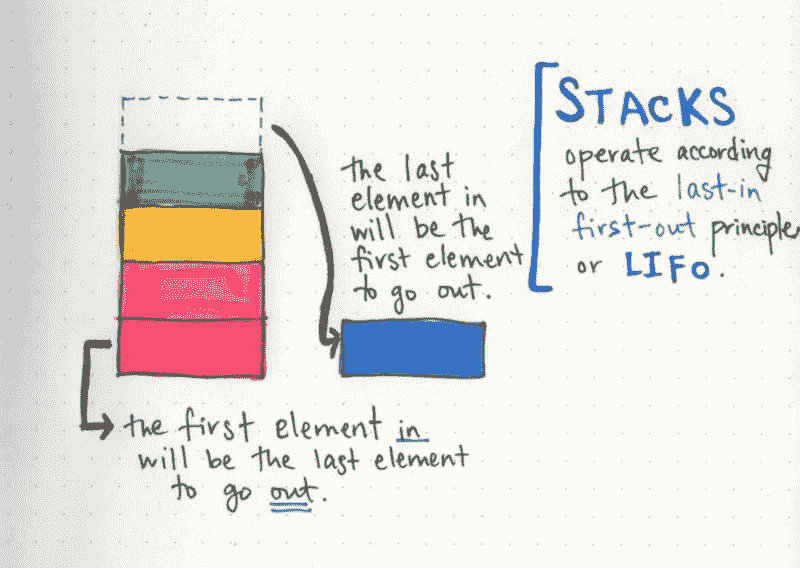 STACKS
operate according
to the last-in
first-out principle
or LIFO.
the last
element in
will be the
first element
to go out.
the first element in
will be the last element
to go out.